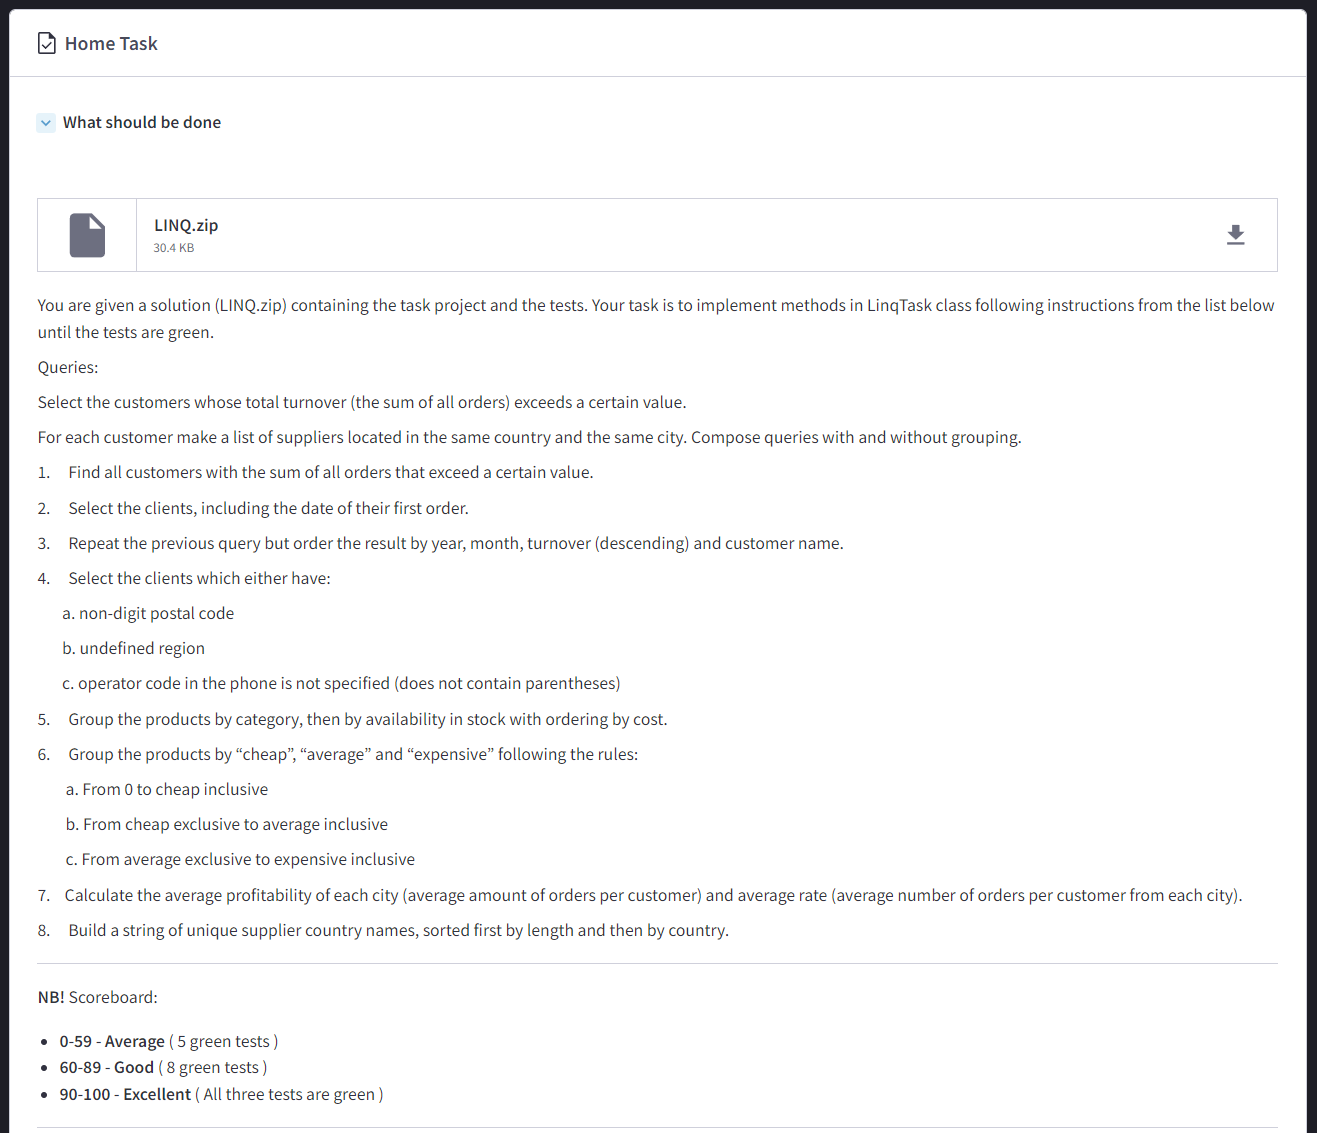 Home Task
What should be done
LINQ.zip
30.4 KB
You are given a solution (LINQ.zip) containing the task project and the tests. Your task is to implement methods in LinqTask class following instructions from the list below
until the tests are green.
Queries:
Select the customers whose total turnover (the sum of all orders) exceeds a certain value.
For each customer make a list of suppliers located in the same country and the same city. Compose queries with and without grouping.
1. Find all customers with the sum of all orders that exceed a certain value.
2. Select the clients, including the date of their first order.
3. Repeat the previous query but order the result by year, month, turnover (descending) and customer name.
4. Select the clients which either have:
a. non-digit postal code
b. undefined region
c. operator code in the phone is not specified (does not contain parentheses)
5. Group the products by category, then by availability in stock with ordering by cost.
6. Group the products by “cheap”, “average” and “expensive” following the rules:
a. From 0 to cheap inclusive
b. From cheap exclusive to average inclusive
c. From average exclusive to expensive inclusive
7. Calculate the average profitability of each city (average amount of orders per customer) and average rate (average number of orders per customer from each city).
8. Build a string of unique supplier country names, sorted first by length and then by country.
NB! Scoreboard:
• 0-59 - Average ( 5 green tests )
• 60-89 - Good ( 8 green tests )
• 90-100 - Excellent ( All three tests are green )